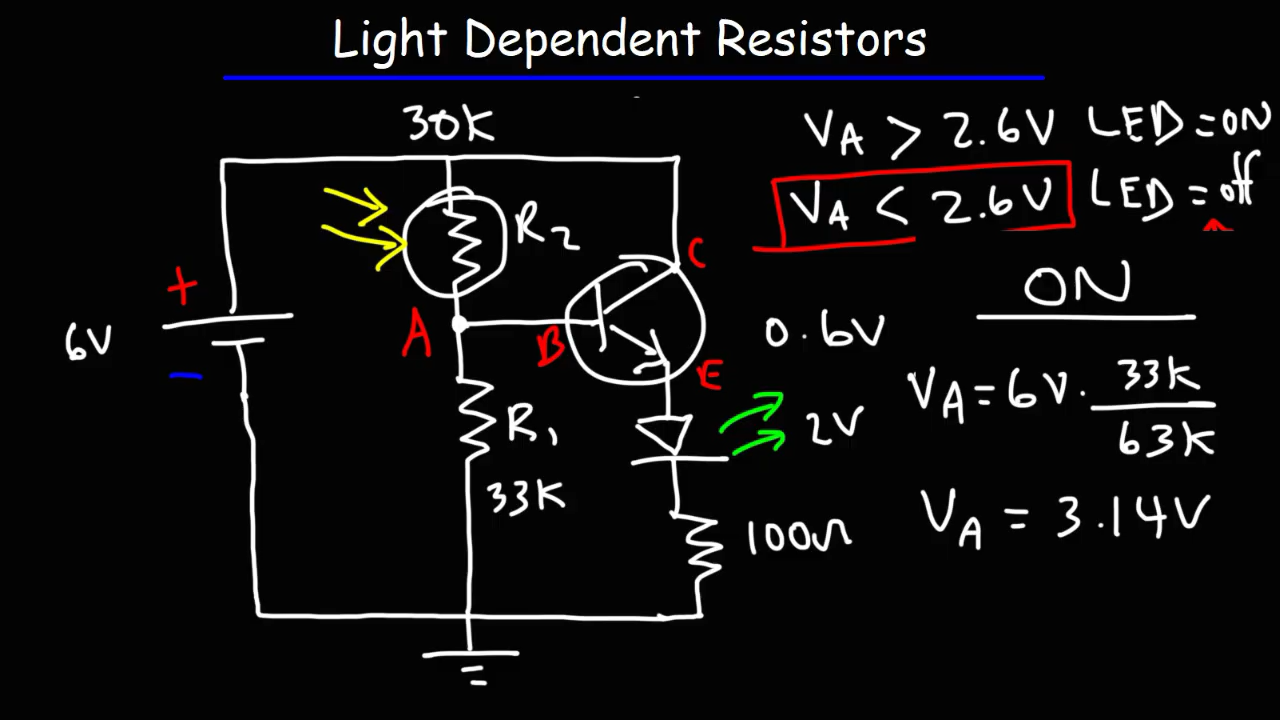 Light Dependent Resistors
30K
VA > 2.6V LED = ON
VA < 2.6V LED = off
R2
C
+
A
B
0.6V
ON
6V
E
VA = 6V · 33K / 63K
–
R1
2V
33K
100Ω
VA = 3.14V